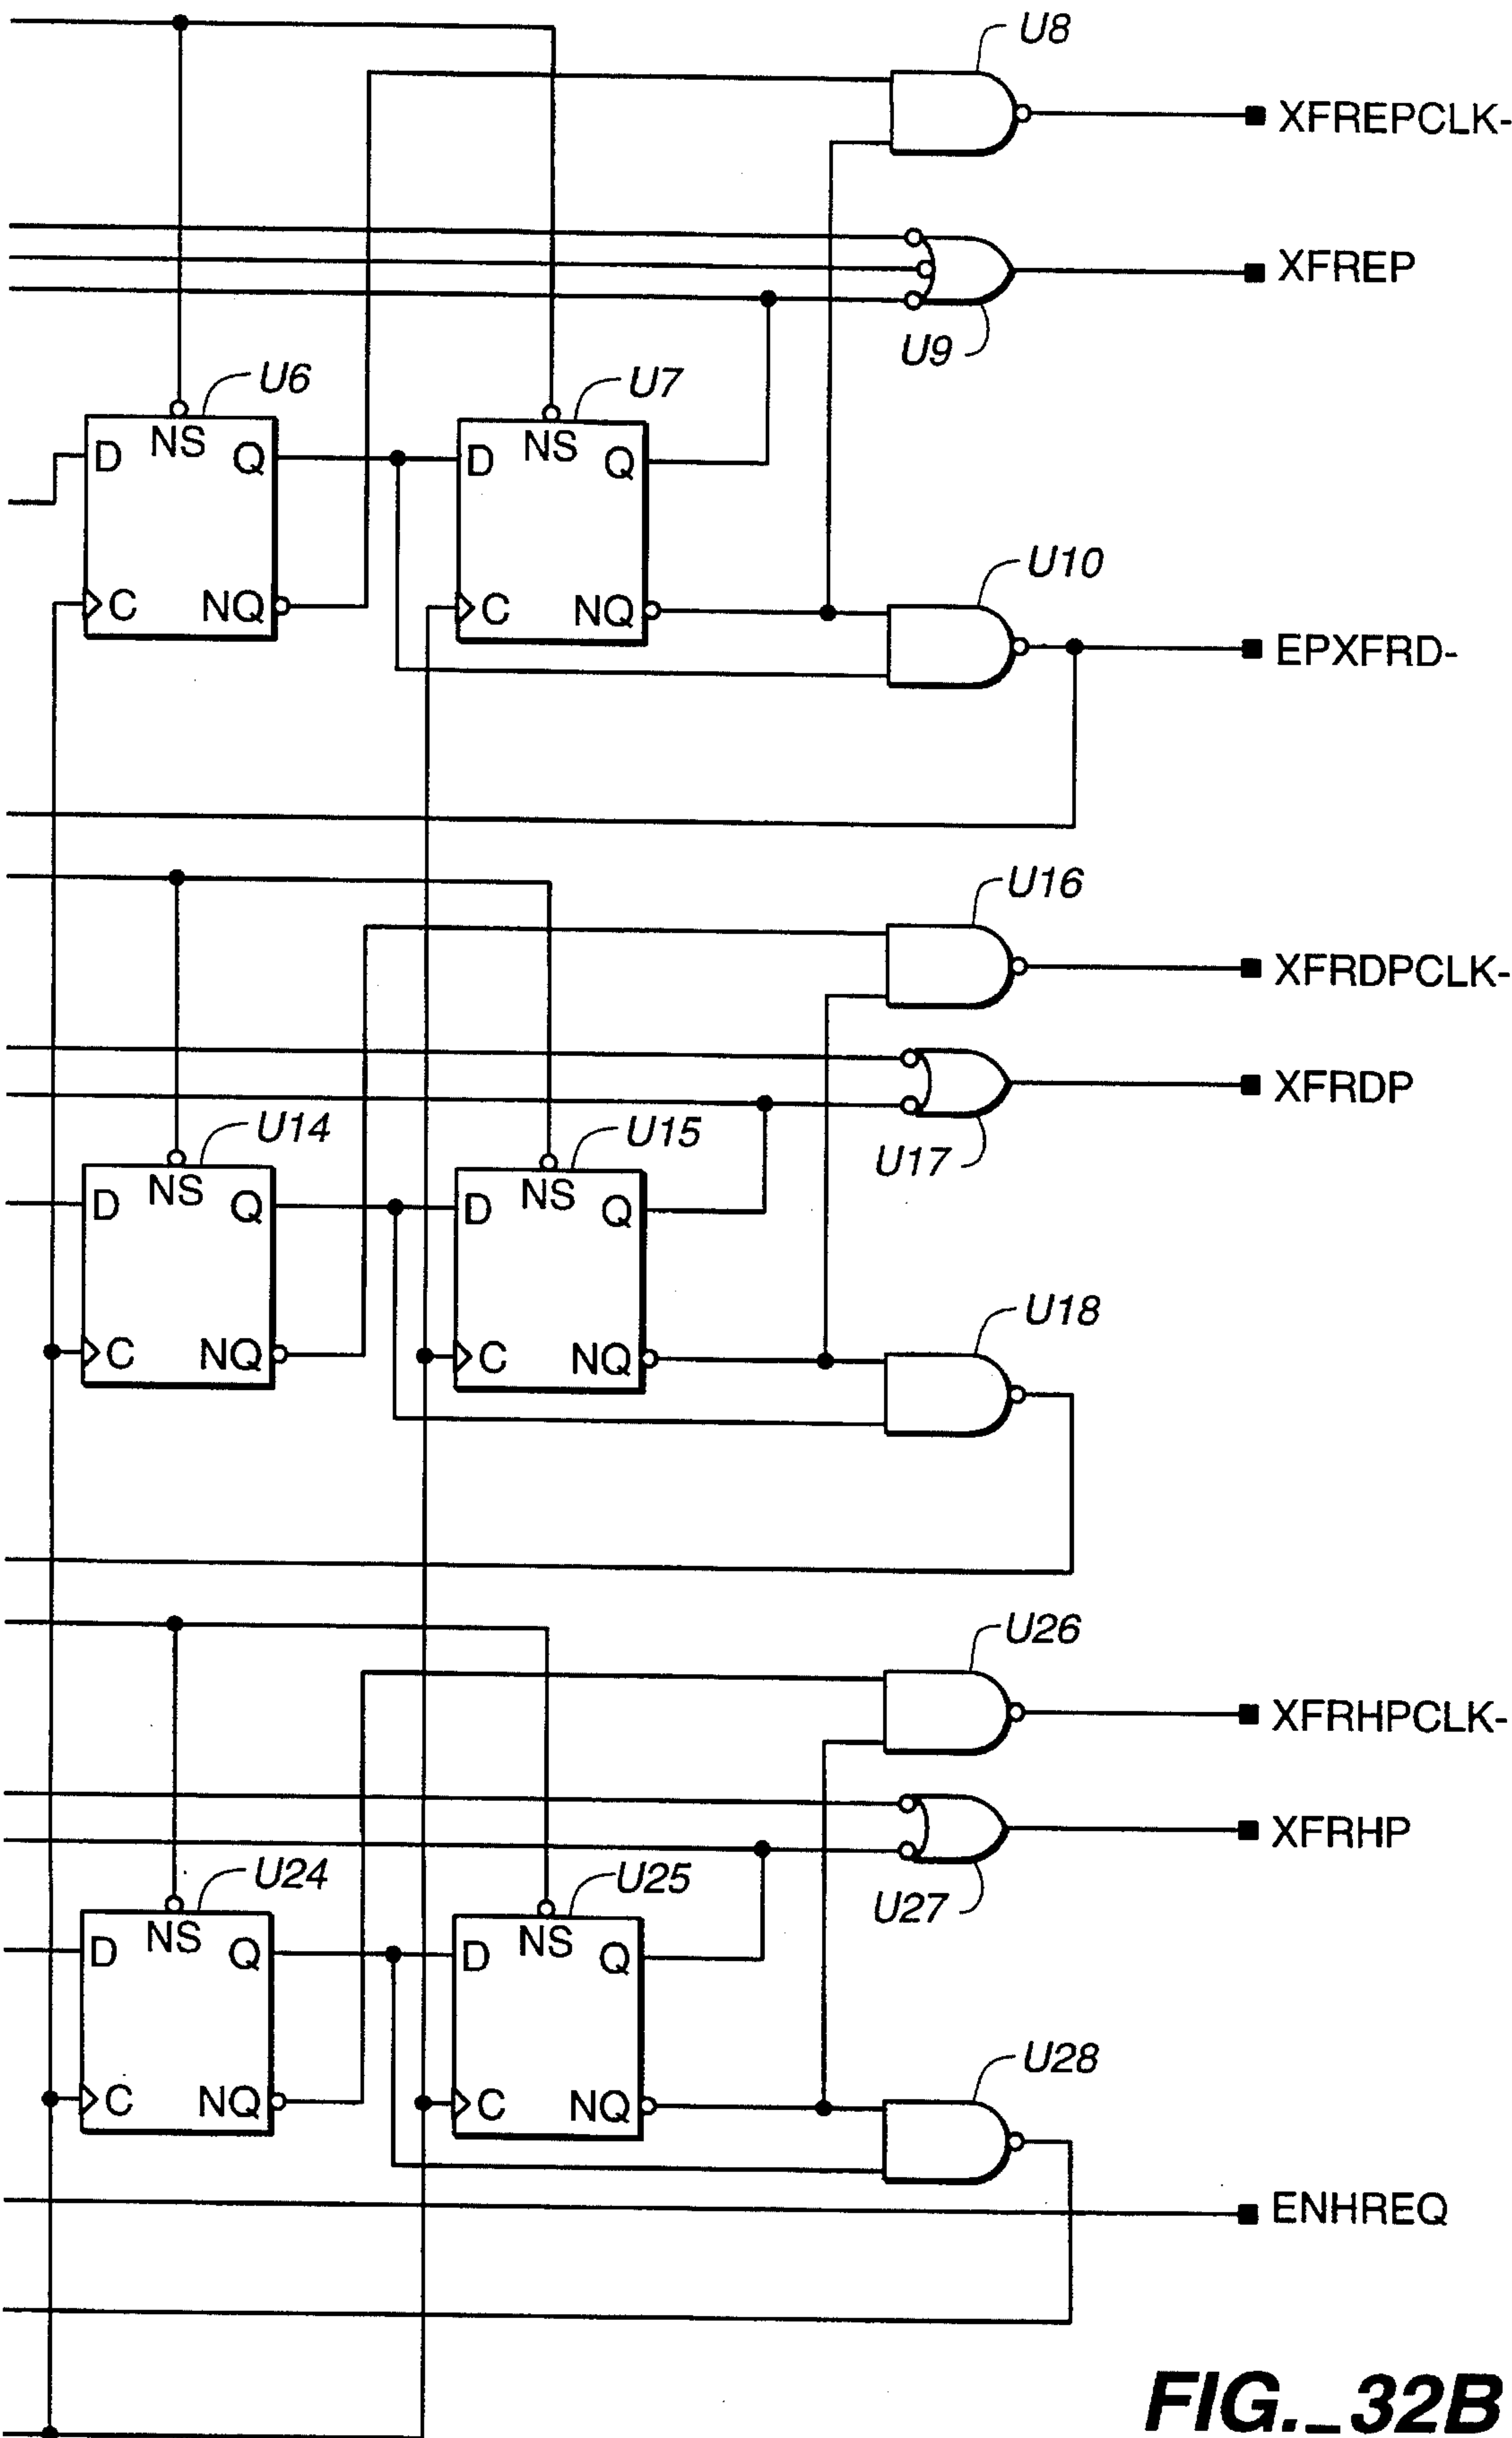 U8
XFREPCLK-
XFREP
U9
U6
U7
D NS Q
D NS Q
U10
C NQ
C NQ
EPXFRD-
U16
XFRDPCLK-
XFRDP
U14
U15
U17
D NS Q
D NS Q
U18
C NQ
C NQ
U26
XFRHPCLK-
XFRHP
U24
U25
U27
D NS Q
D NS Q
U28
C NQ
C NQ
ENHREQ
FIG._32B